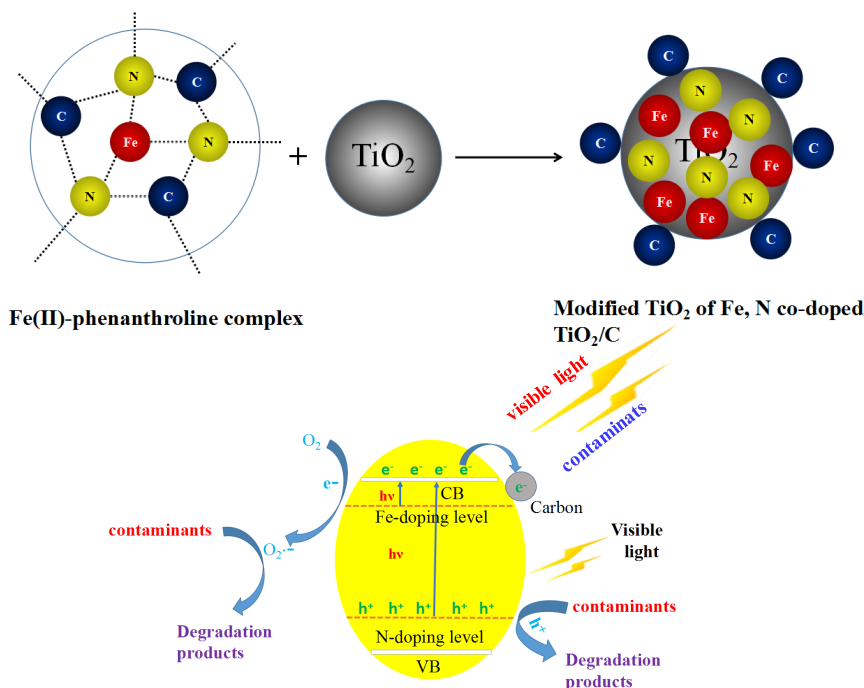 N
C
C
Fe
N
N
C
+
TiO₂
C
C
N
Fe
N
Fe
C
TiO₂
C
N
Fe
N
Fe
N
Fe
C
C
Fe(II)-phenanthroline complex
Modified TiO₂ of Fe, N co-doped
TiO₂/C
visible light
contaminats
O₂
e⁻ e⁻ e⁻ e⁻
e⁻
e−
hν
CB
Carbon
Fe-doping level
contaminants
Visible
light
O₂·−
hν
h⁺ h⁺ h⁺ h⁺ h⁺
contaminants
h⁺
Degradation
products
N-doping level
VB
Degradation
products